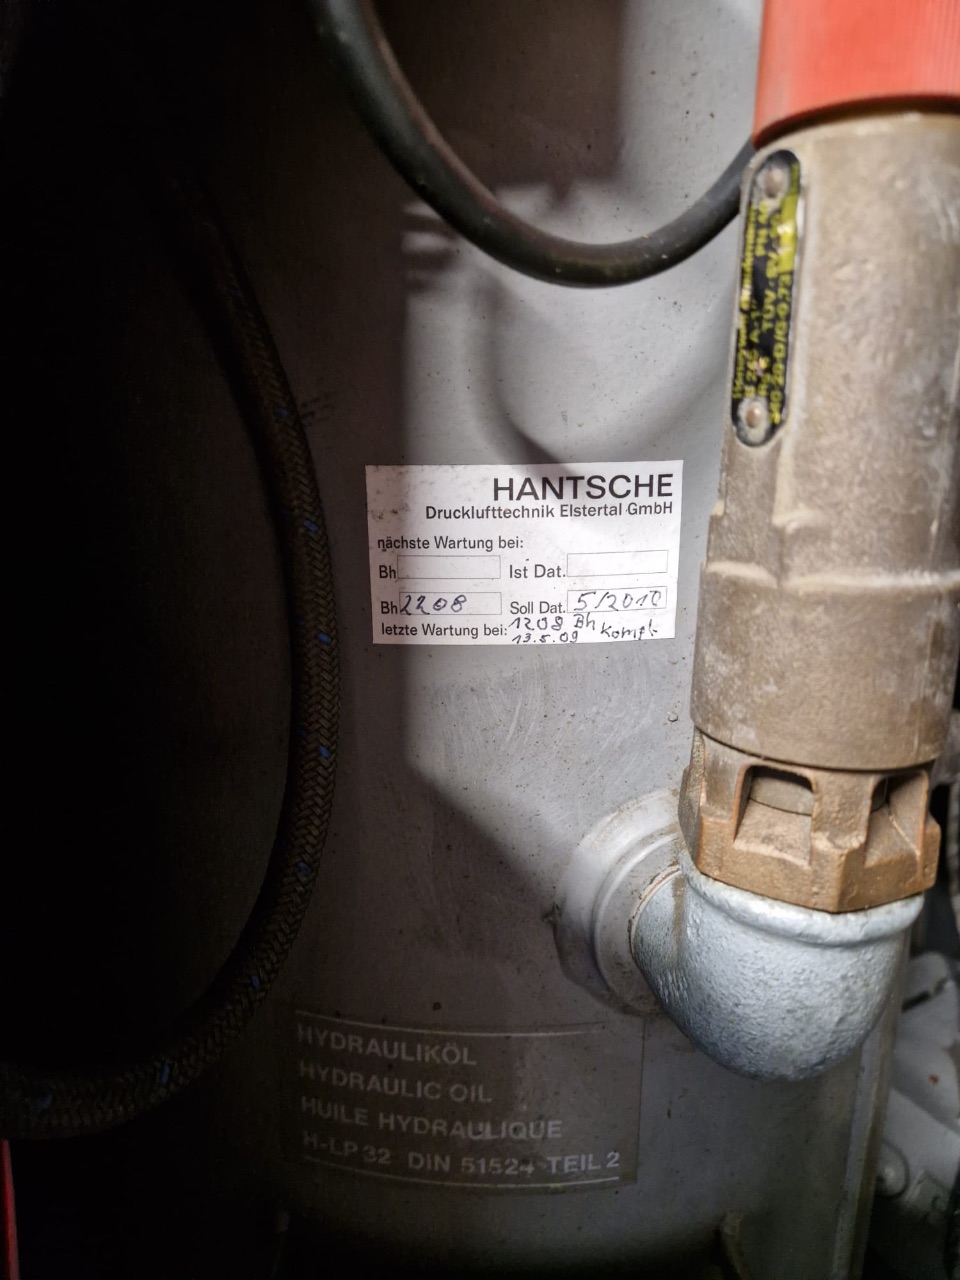 HANTSCHE
Drucklufttechnik Elstertal GmbH
nächste Wartung bei:
Bh Ist Dat.
Bh 2208 Soll Dat. 5/2010
letzte Wartung bei: 1208 Bh Kompl.
13.5.09
HYDRAULIKÖL
HYDRAULIC OIL
HUILE HYDRAULIQUE
H-LP 32 DIN 51524 TEIL 2